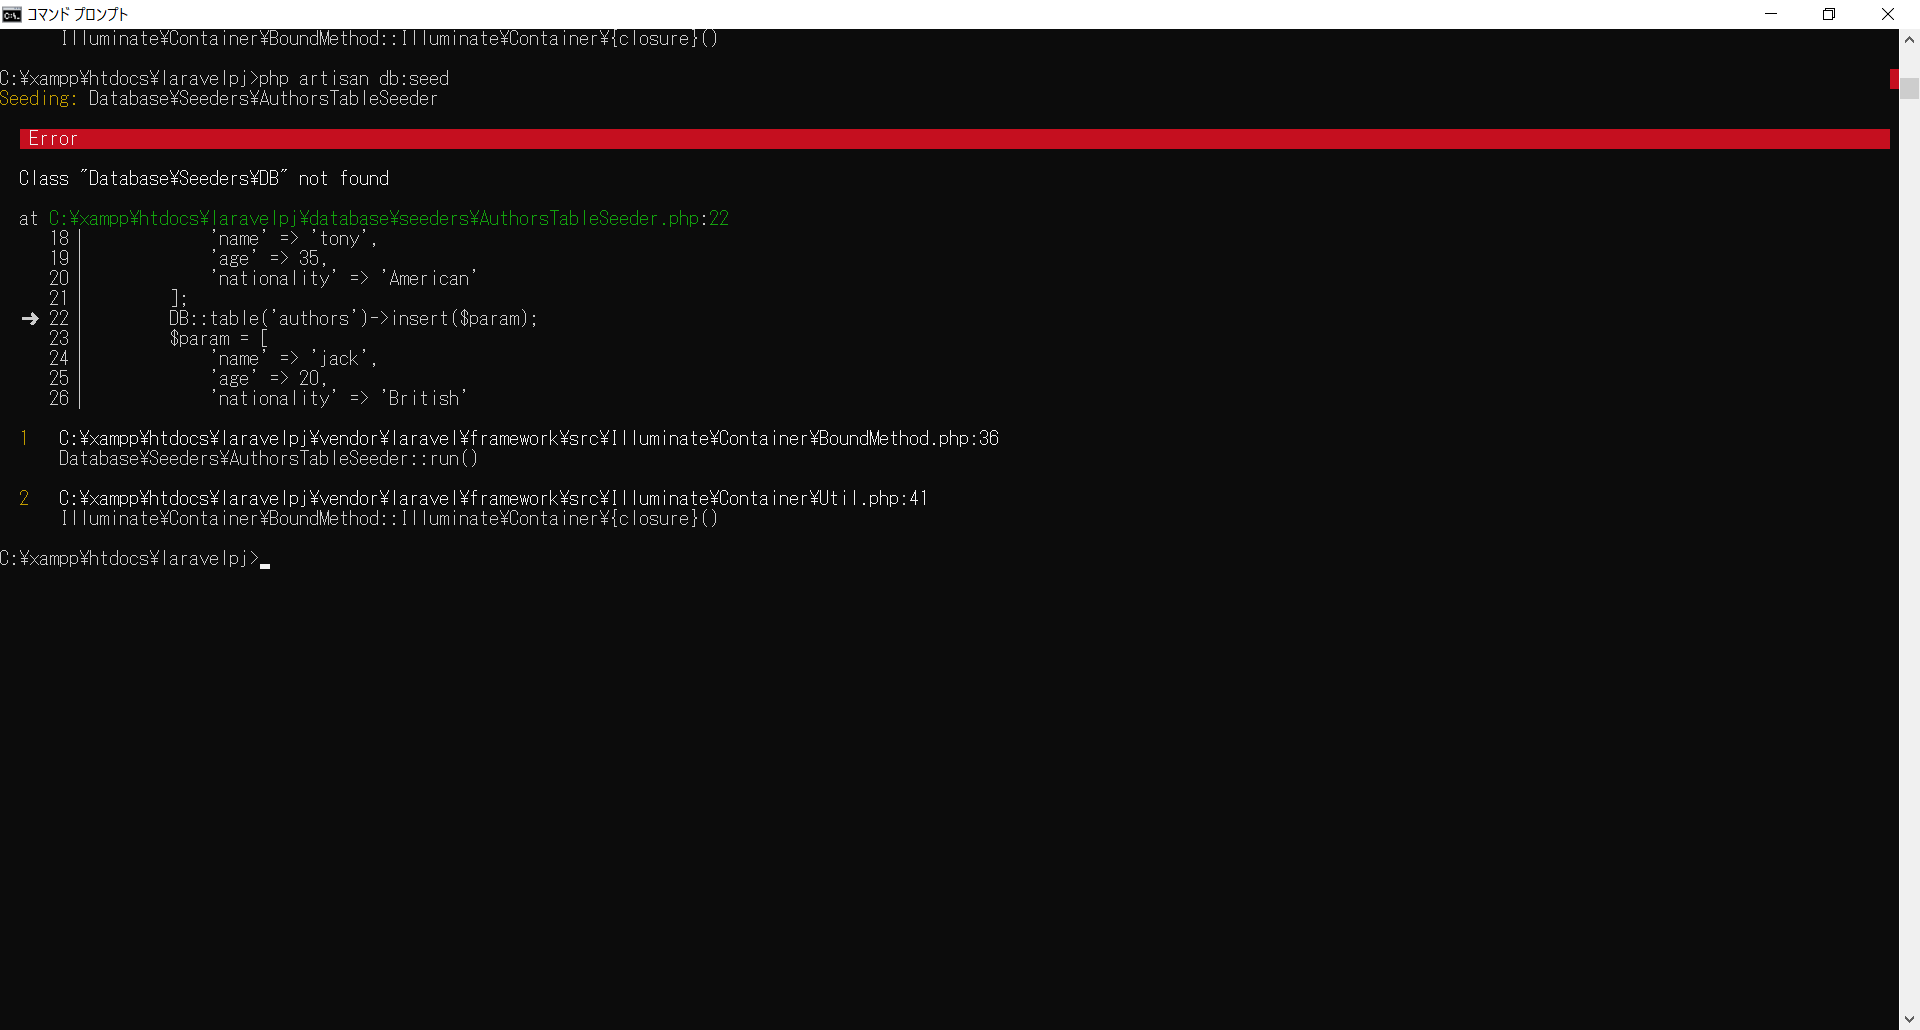 コマンド プロンプト
Illuminate¥Container¥BoundMethod::Illuminate¥Container¥{closure}()
C:¥xampp¥htdocs¥laravelpj>php artisan db:seed
Seeding: Database¥Seeders¥AuthorsTableSeeder
Error
Class "Database¥Seeders¥DB" not found
at C:¥xampp¥htdocs¥laravelpj¥database¥seeders¥AuthorsTableSeeder.php:22
18| 'name' => 'tony',
19| 'age' => 35,
20| 'nationality' => 'American'
21| ];
➜ 22| DB::table('authors')->insert($param);
23| $param = [
24| 'name' => 'jack',
25| 'age' => 20,
26| 'nationality' => 'British'
1 C:¥xampp¥htdocs¥laravelpj¥vendor¥laravel¥framework¥src¥Illuminate¥Container¥BoundMethod.php:36
Database¥Seeders¥AuthorsTableSeeder::run()
2 C:¥xampp¥htdocs¥laravelpj¥vendor¥laravel¥framework¥src¥Illuminate¥Container¥Util.php:41
Illuminate¥Container¥BoundMethod::Illuminate¥Container¥{closure}()
C:¥xampp¥htdocs¥laravelpj>